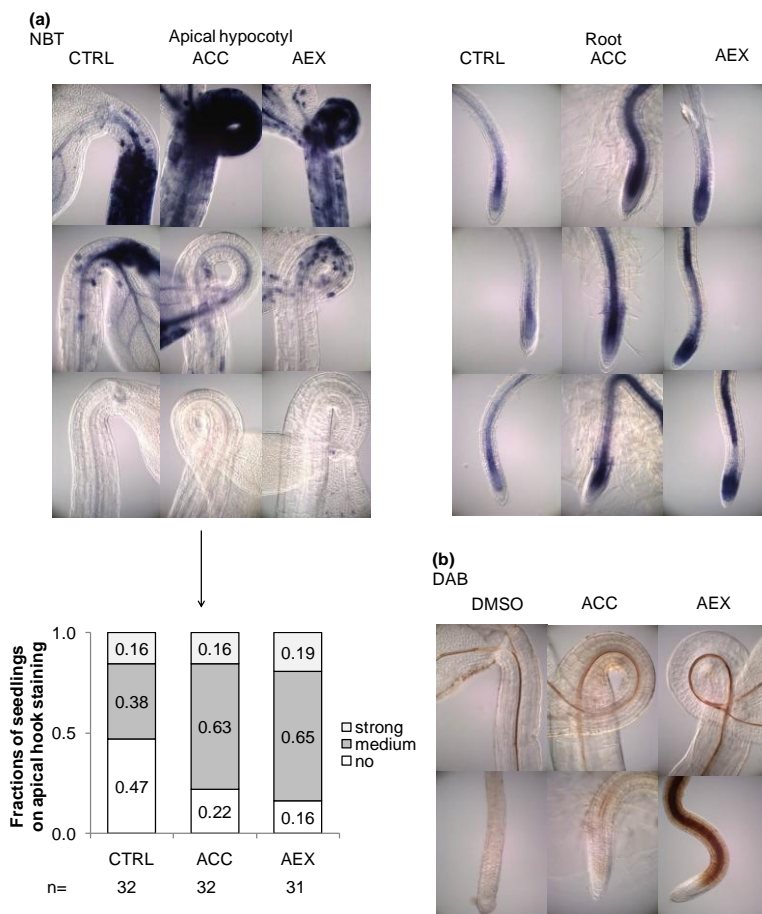 (a)
NBT
Apical hypocotyl
CTRL ACC AEX
Root
CTRL ACC AEX
Fractions of seedlings
on apical hook staining
1.0
0.5
0.0
0.16
0.38
0.47
0.16
0.63
0.22
0.19
0.65
0.16
strong
medium
no
CTRL ACC AEX
n= 32 32 31
(b)
DAB
DMSO ACC AEX